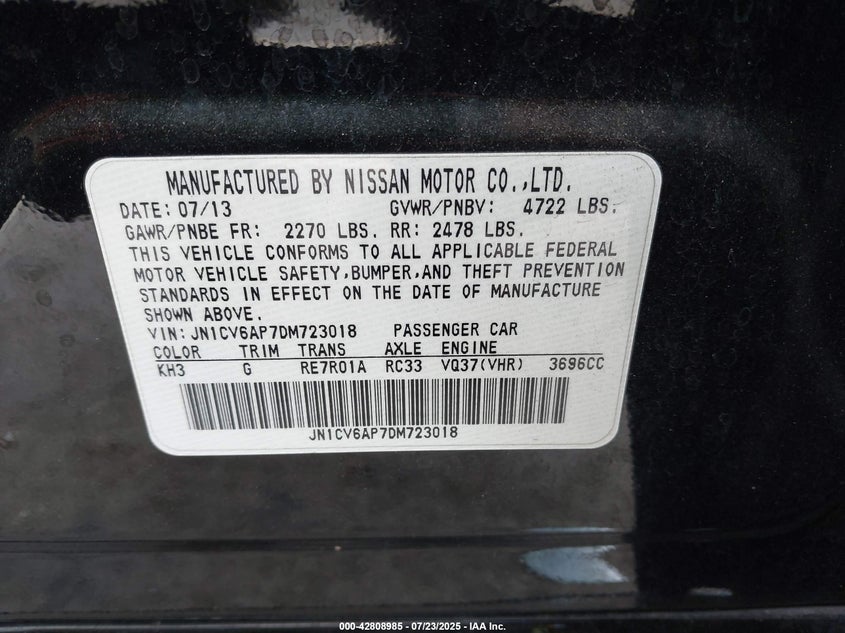 MANUFACTURED BY NISSAN MOTOR CO.,LTD.
DATE: 07/13 GVWR/PNBV: 4722 LBS.
GAWR/PNBE FR: 2270 LBS. RR: 2478 LBS.
THIS VEHICLE CONFORMS TO ALL APPLICABLE FEDERAL
MOTOR VEHICLE SAFETY,BUMPER,AND THEFT PREVENTION
STANDARDS IN EFFECT ON THE DATE OF MANUFACTURE
SHOWN ABOVE.
VIN: JN1CV6AP7DM723018 PASSENGER CAR
COLOR TRIM TRANS AXLE ENGINE
KH3 G RE7R01A RC33 VQ37(VHR) 3696CC
JN1CV6AP7DM723018
000-42808985 - 07/23/2025 - IAA Inc.